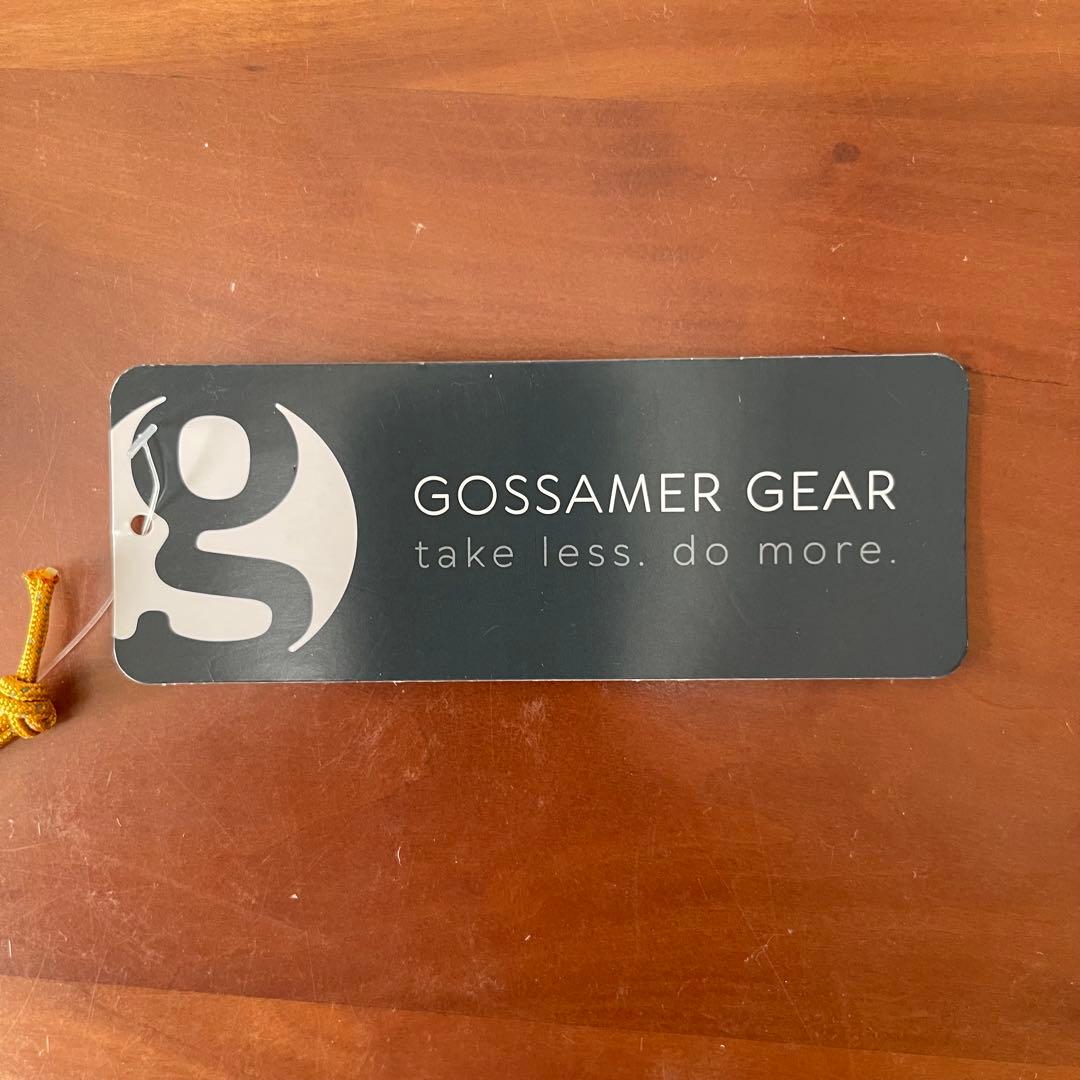 g
GOSSAMER GEAR
take less. do more.